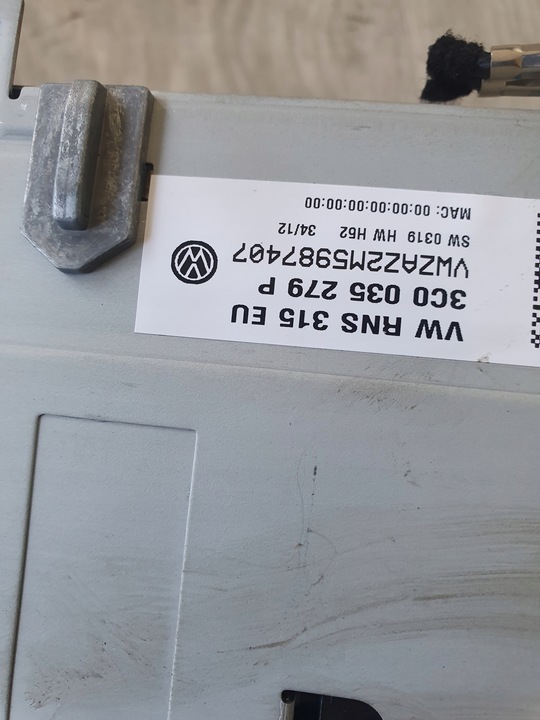 VW RNS 315 EU
3C0 035 279 P
VWZAZ2M5987407
SW 0319 HW H62 34/12
MAC: 00:00:00:00:00:00